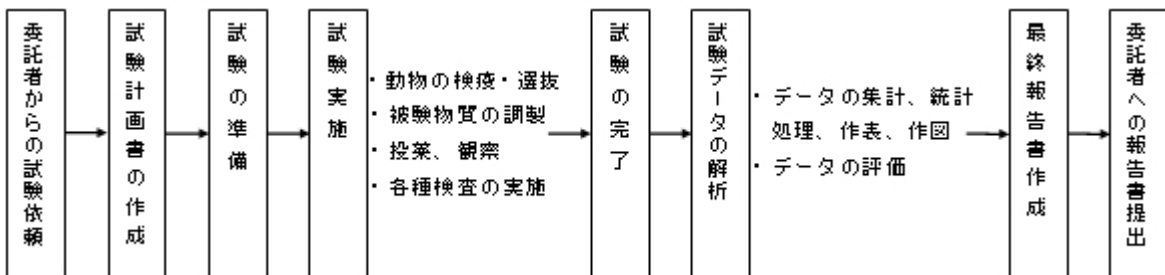 委託者からの試験依頼
試験計画書の作成
試験の準備
試験実施
・動物の検疫・選抜
・被験物質の調製
・投薬、観察
・各種検査の実施
試験の完了
試験データの解析
・データの集計、統計
処理、作表、作図
・データの評価
最終報告書作成
委託者への報告書提出